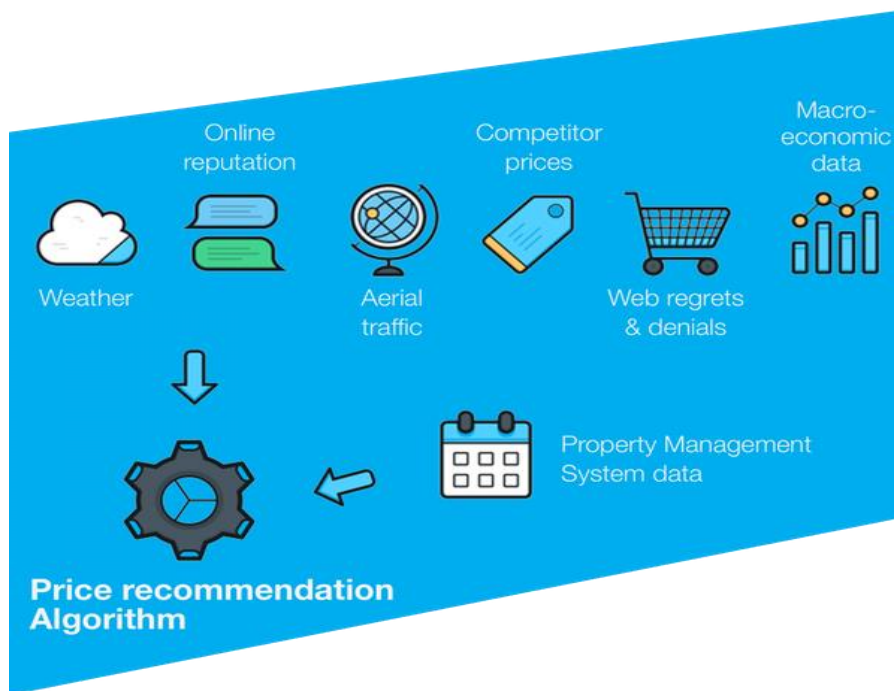 Online
reputation
Competitor
prices
Macro-
economic
data
Weather
Aerial
traffic
Web regrets
& denials
Property Management
System data
Price recommendation
Algorithm